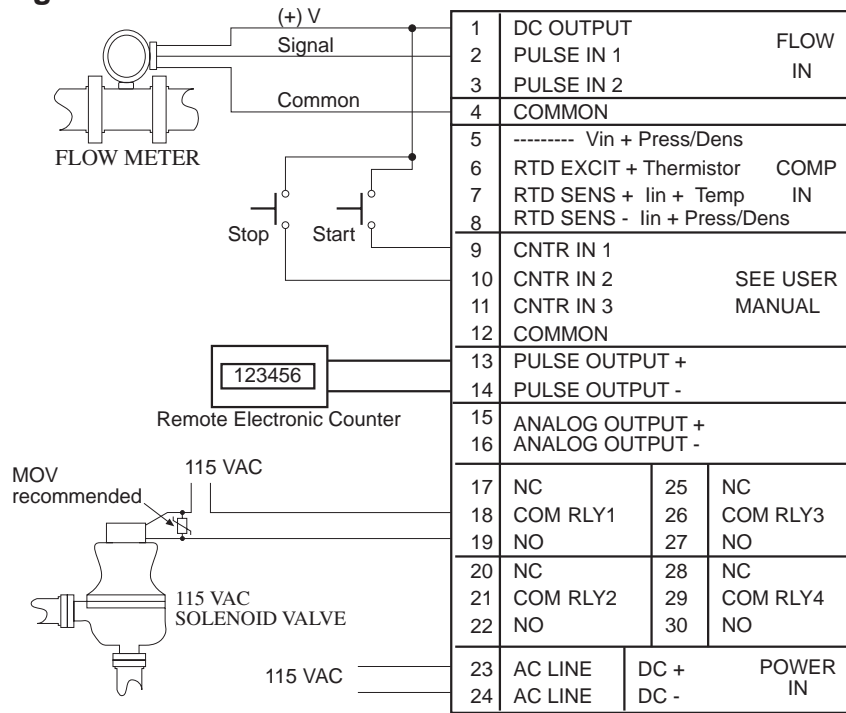 g
(+) V
Signal
Common
FLOW METER
Stop
Start
123456
Remote Electronic Counter
MOV
recommended
115 VAC
115 VAC
SOLENOID VALVE
115 VAC
1 DC OUTPUT
2 PULSE IN 1
3 PULSE IN 2
FLOW
IN
4 COMMON
5 --------- Vin + Press/Dens
6 RTD EXCIT + Thermistor COMP
7 RTD SENS + Iin + Temp IN
8 RTD SENS - Iin + Press/Dens
9 CNTR IN 1
10 CNTR IN 2 SEE USER
11 CNTR IN 3 MANUAL
12 COMMON
13 PULSE OUTPUT +
14 PULSE OUTPUT -
15 ANALOG OUTPUT +
16 ANALOG OUTPUT -
17 NC 25 NC
18 COM RLY1 26 COM RLY3
19 NO 27 NO
20 NC 28 NC
21 COM RLY2 29 COM RLY4
22 NO 30 NO
23 AC LINE DC + POWER
24 AC LINE DC - IN